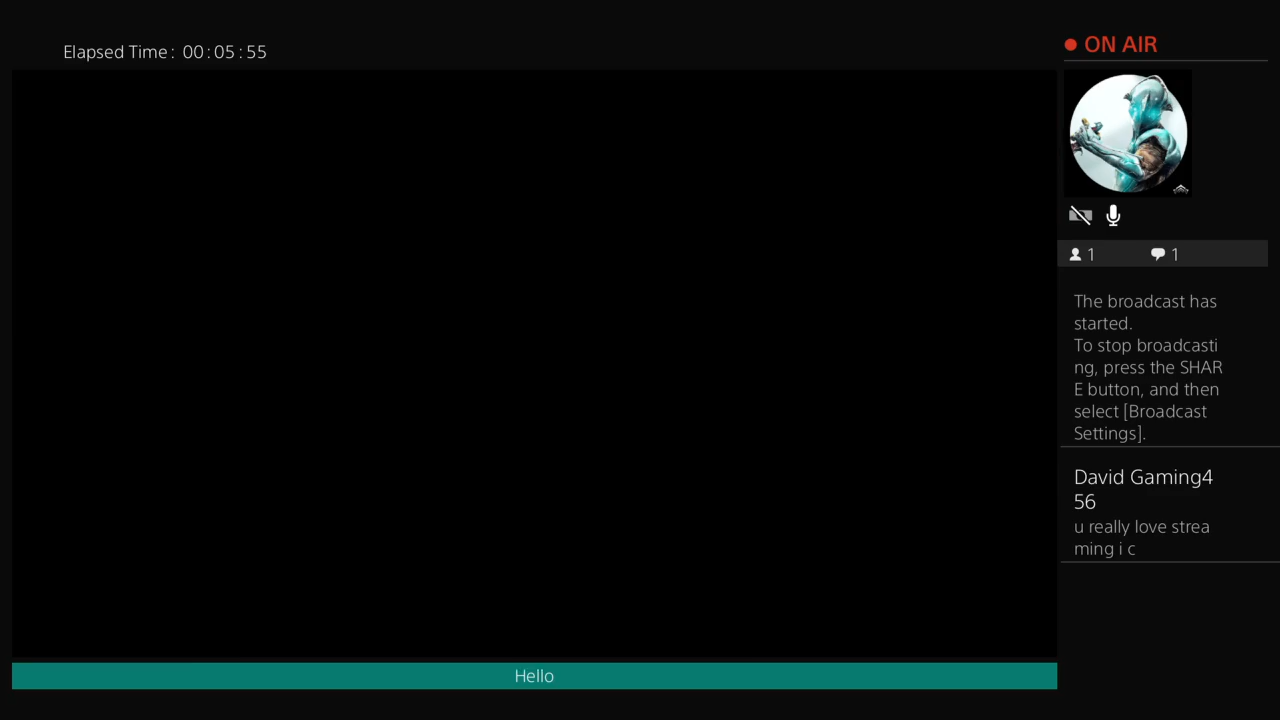 Elapsed Time: 00:05:55
ON AIR
1 1
The broadcast has
started.
To stop broadcasti
ng, press the SHAR
E button, and then
select [Broadcast
Settings].
David Gaming4
56
u really love strea
ming i c
Hello